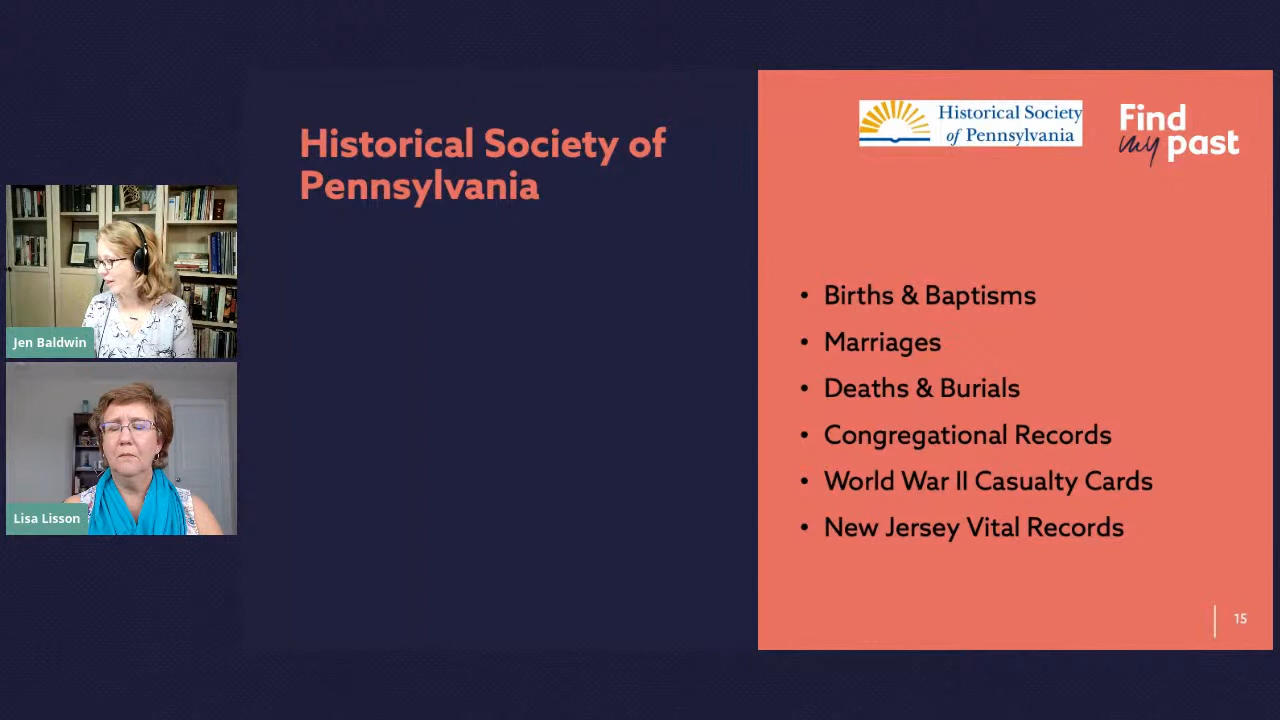 Historical Society of
Pennsylvania
Historical Society
of Pennsylvania
Find
my past
• Births & Baptisms
• Marriages
• Deaths & Burials
• Congregational Records
• World War II Casualty Cards
• New Jersey Vital Records
15
Jen Baldwin
Lisa Lisson